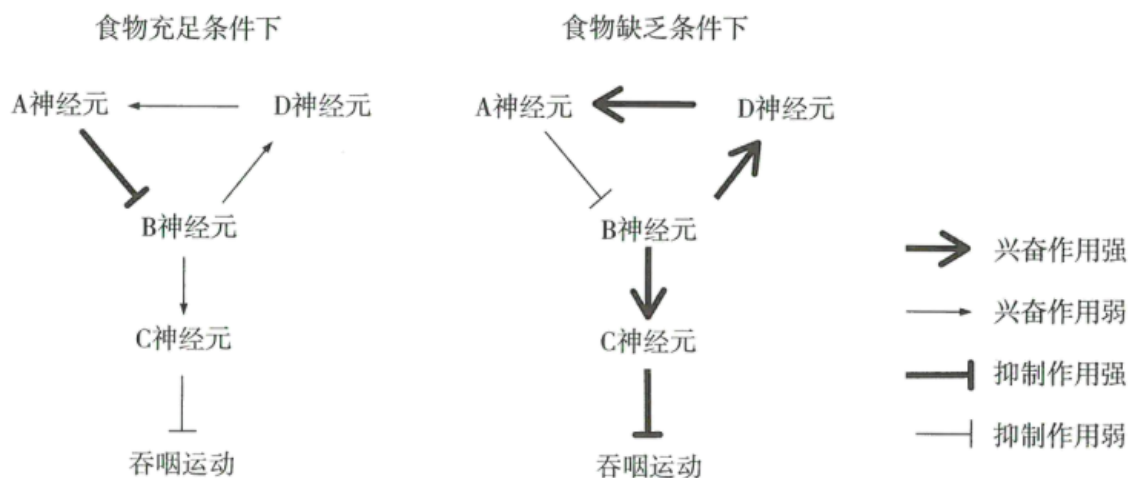 食物充足条件下
食物缺乏条件下
A神经元
D神经元
B神经元
C神经元
吞咽运动
A神经元
D神经元
B神经元
C神经元
吞咽运动
兴奋作用强
兴奋作用弱
抑制作用强
抑制作用弱